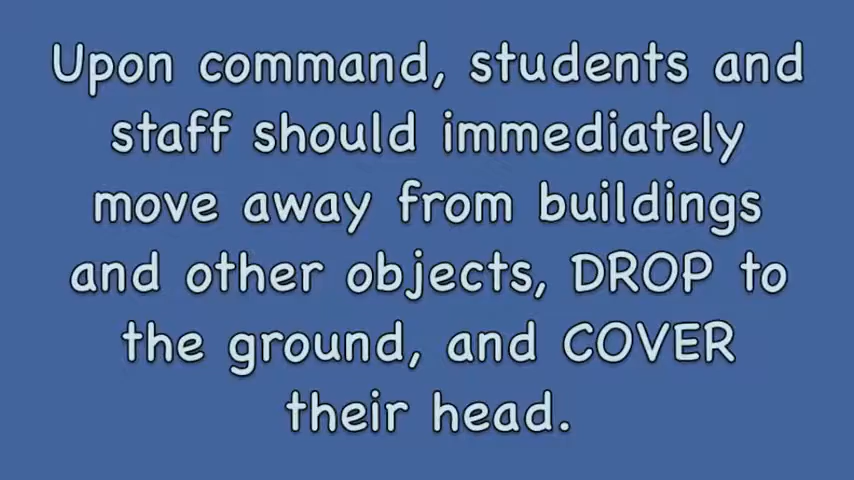 Upon command, students and
staff should immediately
move away from buildings
and other objects, DROP to
the ground, and COVER
their head.